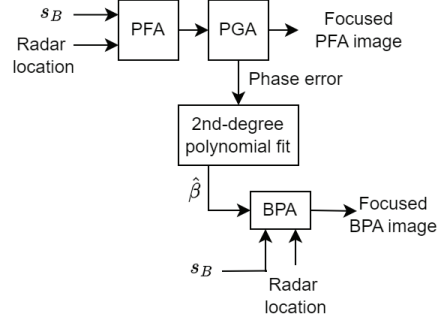 s_B
PFA
PGA
Focused
PFA image
Radar
location
Phase error
2nd-degree
polynomial fit
β̂
BPA
Focused
BPA image
s_B
Radar
location